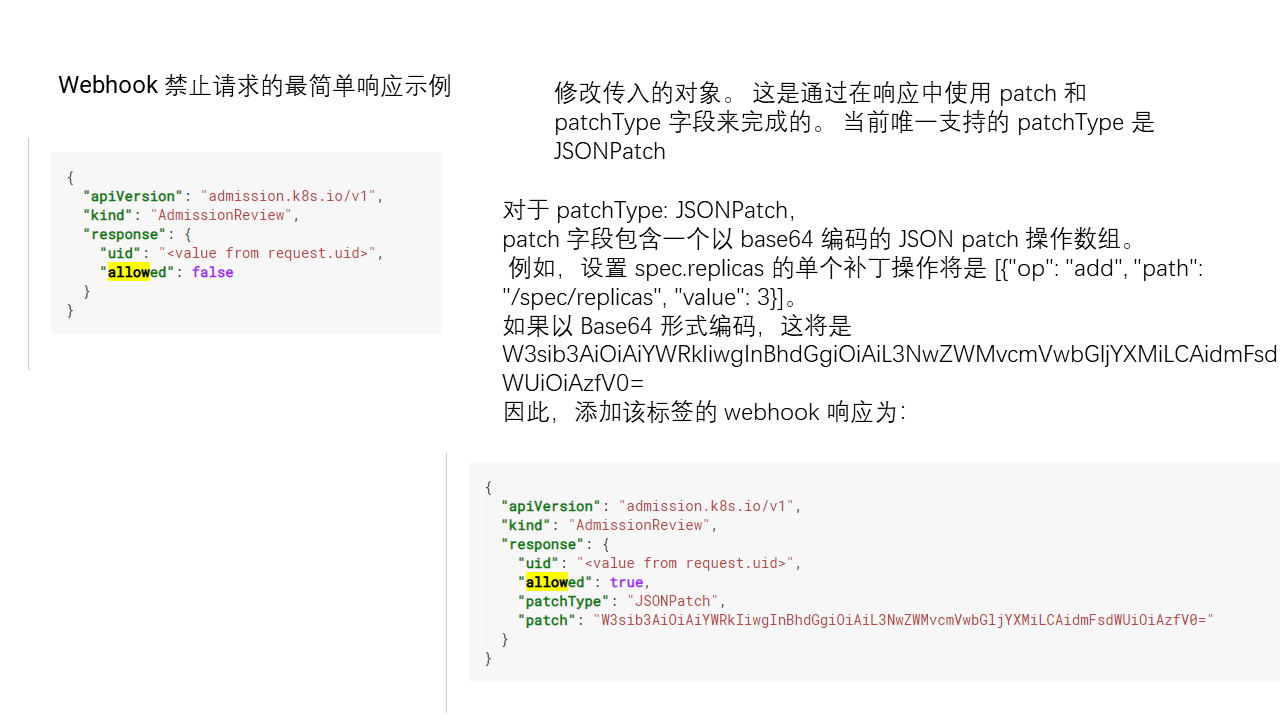 Webhook 禁止请求的最简单响应示例
{
  "apiVersion": "admission.k8s.io/v1",
  "kind": "AdmissionReview",
  "response": {
    "uid": "<value from request.uid>",
    "allowed": false
  }
}
修改传入的对象。 这是通过在响应中使用 patch 和
patchType 字段来完成的。 当前唯一支持的 patchType 是
JSONPatch
对于 patchType: JSONPatch，
patch 字段包含一个以 base64 编码的 JSON patch 操作数组。
例如，设置 spec.replicas 的单个补丁操作将是 [{"op": "add", "path":
"/spec/replicas", "value": 3}]。
如果以 Base64 形式编码，这将是
W3sib3AiOiAiYWRkIiwgInBhdGgiOiAiL3NwZWMvcmVwbGljYXMiLCAidmFsd
WUiOiAzfV0=
因此，添加该标签的 webhook 响应为：
{
  "apiVersion": "admission.k8s.io/v1",
  "kind": "AdmissionReview",
  "response": {
    "uid": "<value from request.uid>",
    "allowed": true,
    "patchType": "JSONPatch",
    "patch": "W3sib3AiOiAiYWRkIiwgInBhdGgiOiAiL3NwZWMvcmVwbGljYXMiLCAidmFsdWUiOiAzfV0="
  }
}